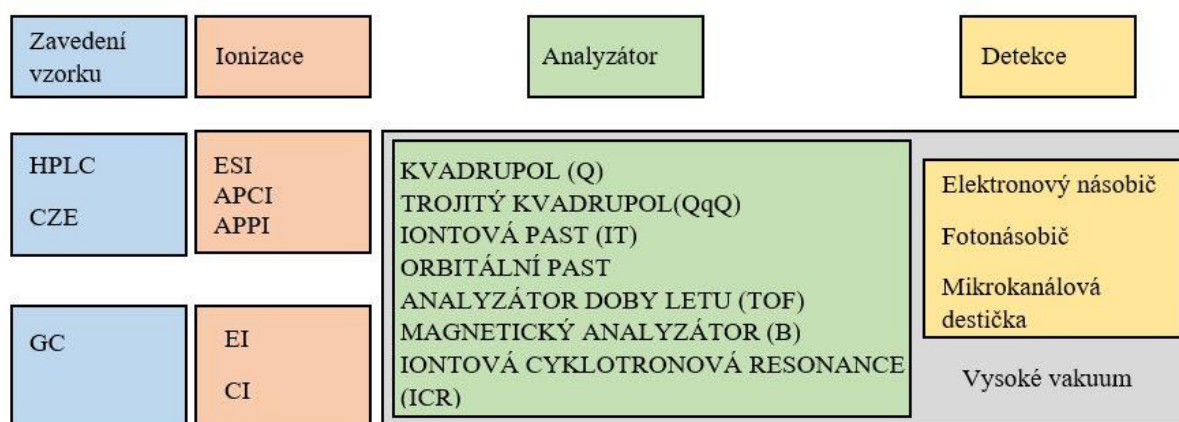 Zavedení
vzorku
Ionizace
Analyzátor
Detekce
HPLC
CZE
ESI
APCI
APPI
KVADRUPOL (Q)
TROJITÝ KVADRUPOL(QqQ)
IONTOVÁ PAST (IT)
ORBITÁLNÍ PAST
ANALYZÁTOR DOBY LETU (TOF)
MAGNETICKÝ ANALYZÁTOR (B)
IONTOVÁ CYKLOTRONOVÁ RESONANCE
(ICR)
Elektronový násobič
Fotonásobič
Mikrokanálová
destička
GC
EI
CI
Vysoké vakuum